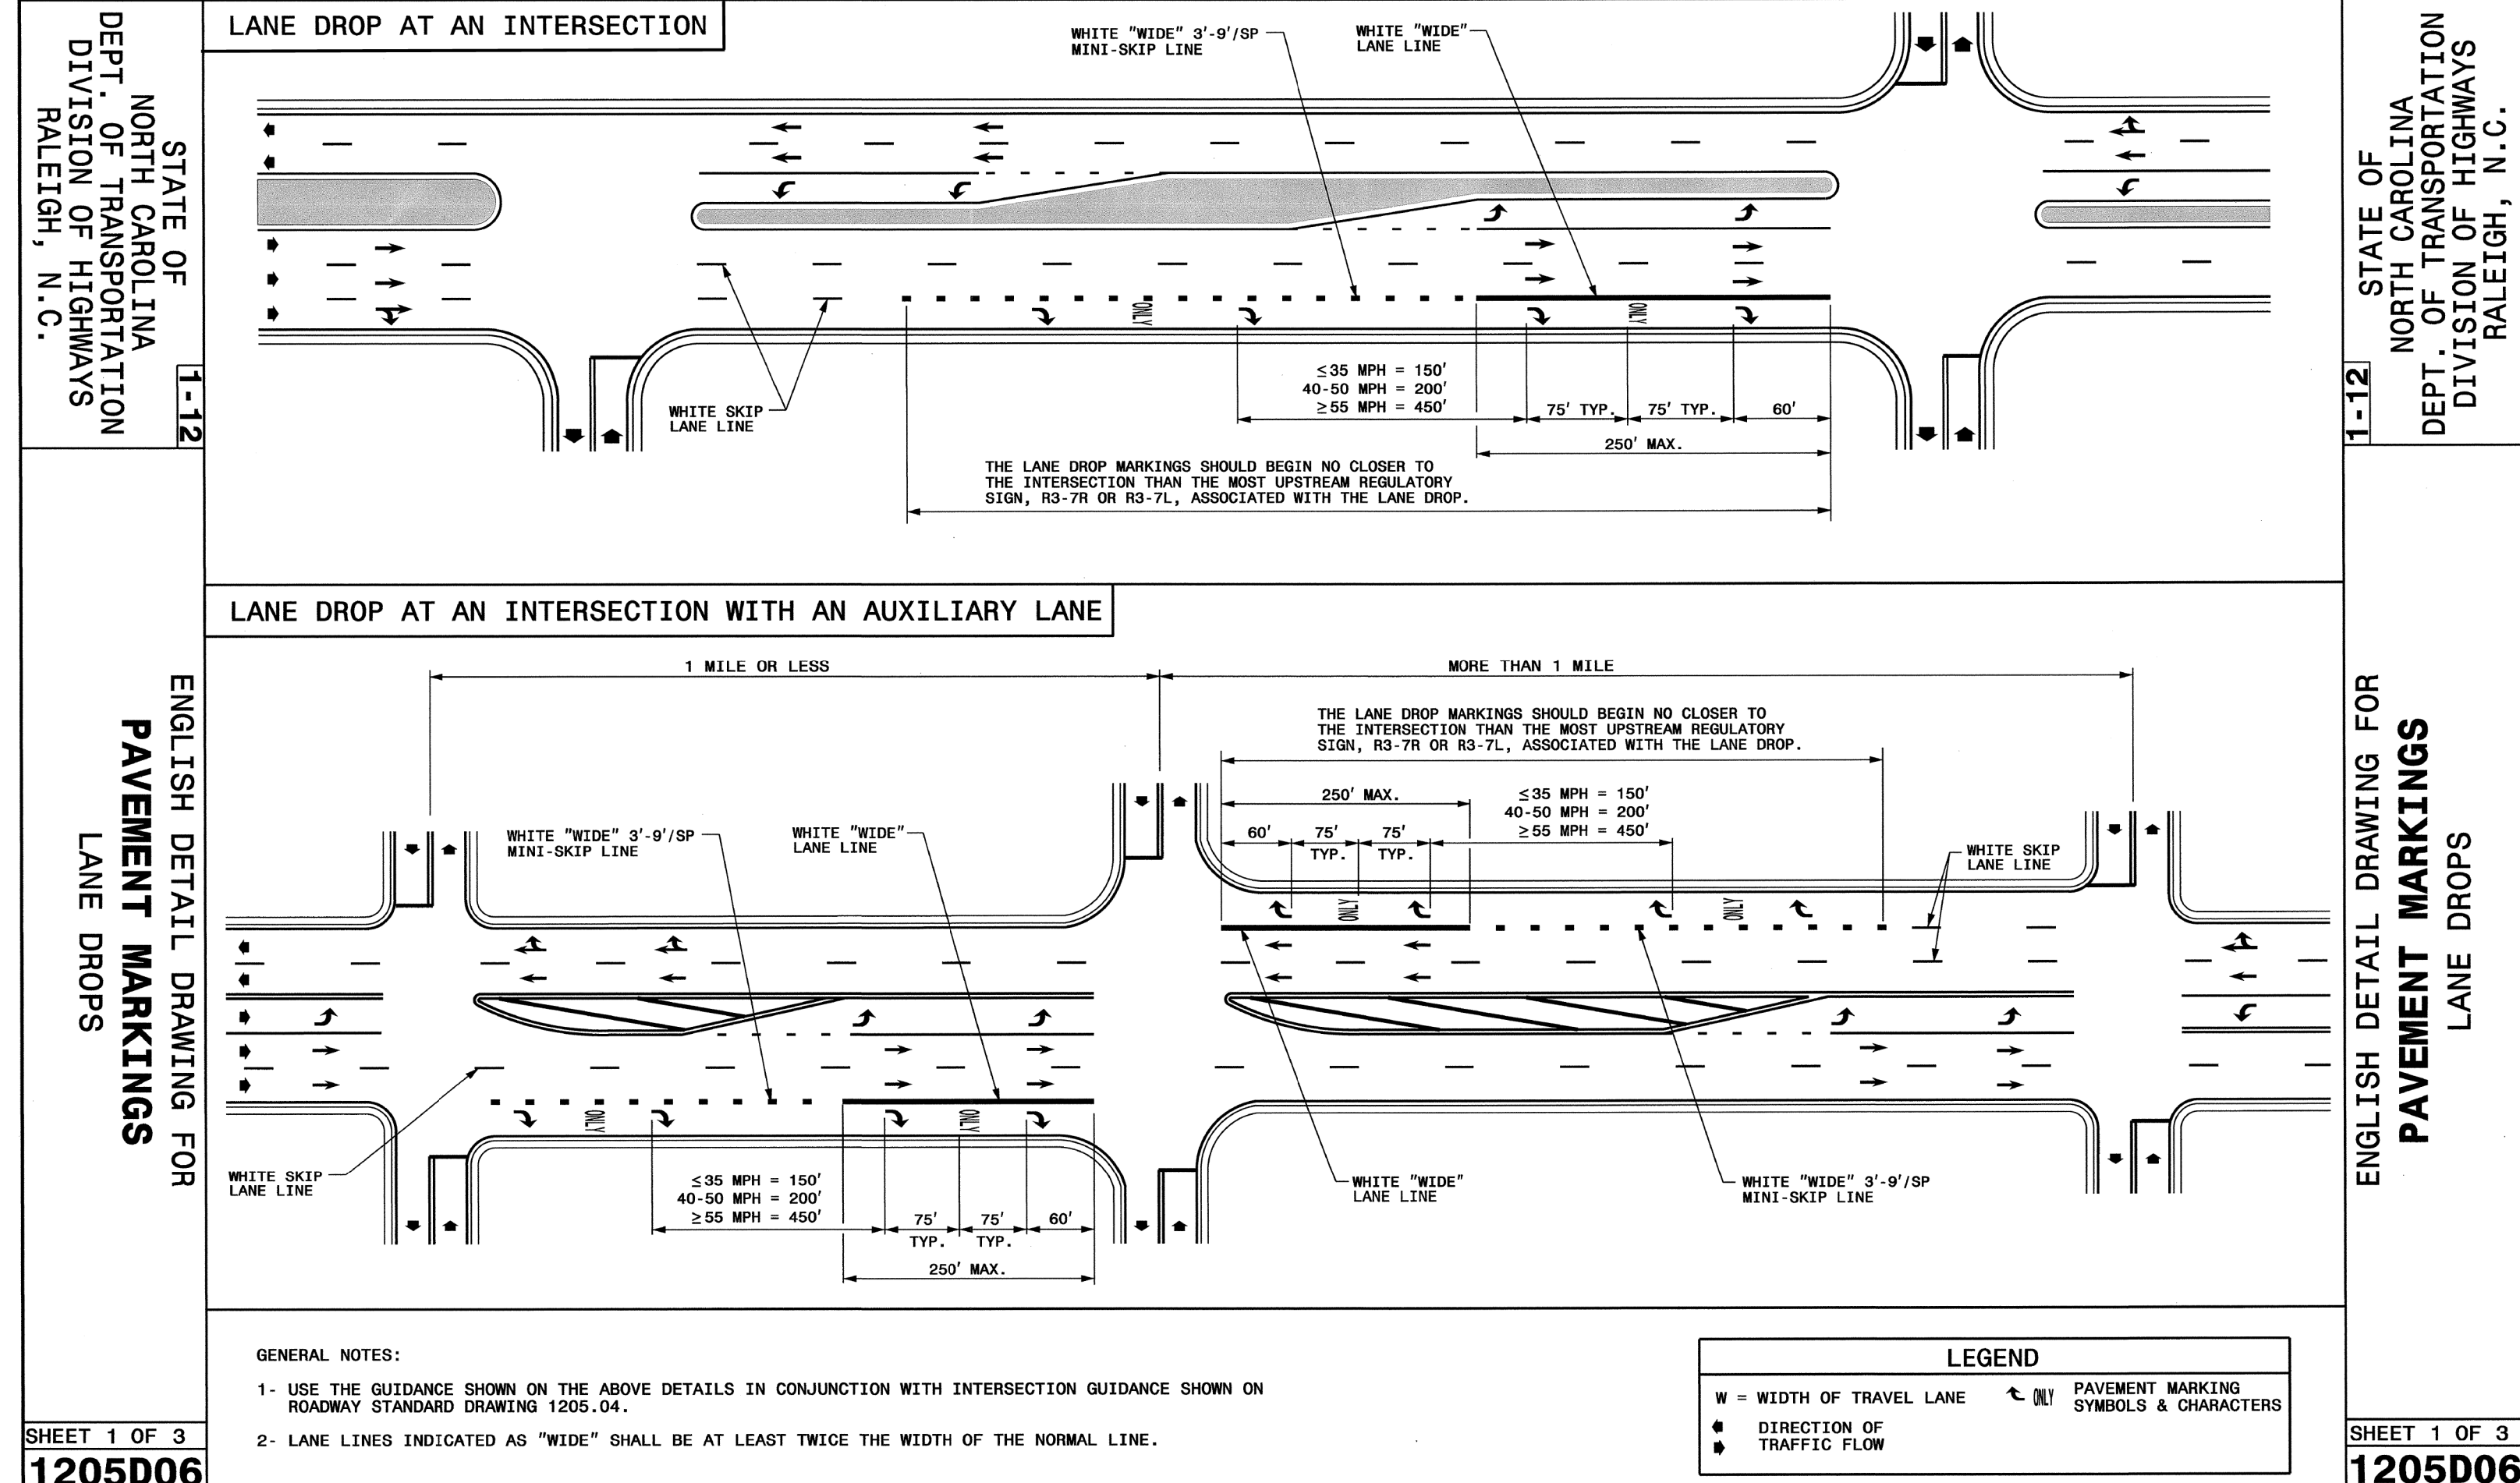 LANE DROP AT AN INTERSECTION
WHITE "WIDE" 3'-9'/SP
MINI-SKIP LINE
WHITE "WIDE"
LANE LINE
STATE OF
NORTH CAROLINA
DEPT. OF TRANSPORTATION
DIVISION OF HIGHWAYS
RALEIGH, N.C.
1-12
ONLY
ONLY
WHITE SKIP
LANE LINE
≤35 MPH = 150'
40-50 MPH = 200'
≥55 MPH = 450'
75' TYP.
75' TYP.
60'
250' MAX.
THE LANE DROP MARKINGS SHOULD BEGIN NO CLOSER TO
THE INTERSECTION THAN THE MOST UPSTREAM REGULATORY
SIGN, R3-7R OR R3-7L, ASSOCIATED WITH THE LANE DROP.
STATE OF
NORTH CAROLINA
DEPT. OF TRANSPORTATION
DIVISION OF HIGHWAYS
RALEIGH, N.C.
1-12
LANE DROP AT AN INTERSECTION WITH AN AUXILIARY LANE
1 MILE OR LESS
MORE THAN 1 MILE
THE LANE DROP MARKINGS SHOULD BEGIN NO CLOSER TO
THE INTERSECTION THAN THE MOST UPSTREAM REGULATORY
SIGN, R3-7R OR R3-7L, ASSOCIATED WITH THE LANE DROP.
250' MAX.
≤35 MPH = 150'
40-50 MPH = 200'
≥55 MPH = 450'
60'
75'
TYP.
75'
TYP.
WHITE "WIDE" 3'-9'/SP
MINI-SKIP LINE
WHITE "WIDE"
LANE LINE
WHITE SKIP
LANE LINE
ONLY
ONLY
ONLY
ONLY
WHITE SKIP
LANE LINE
≤35 MPH = 150'
40-50 MPH = 200'
≥55 MPH = 450'
75'
TYP.
75'
TYP.
60'
250' MAX.
WHITE "WIDE"
LANE LINE
WHITE "WIDE" 3'-9'/SP
MINI-SKIP LINE
ENGLISH DETAIL DRAWING FOR
PAVEMENT MARKINGS
LANE DROPS
ENGLISH DETAIL DRAWING FOR
PAVEMENT MARKINGS
LANE DROPS
GENERAL NOTES:
1- USE THE GUIDANCE SHOWN ON THE ABOVE DETAILS IN CONJUNCTION WITH INTERSECTION GUIDANCE SHOWN ON
ROADWAY STANDARD DRAWING 1205.04.
2- LANE LINES INDICATED AS "WIDE" SHALL BE AT LEAST TWICE THE WIDTH OF THE NORMAL LINE.
LEGEND
W = WIDTH OF TRAVEL LANE
ONLY
PAVEMENT MARKING
SYMBOLS & CHARACTERS
DIRECTION OF
TRAFFIC FLOW
SHEET 1 OF 3
1205D06
SHEET 1 OF 3
1205D06